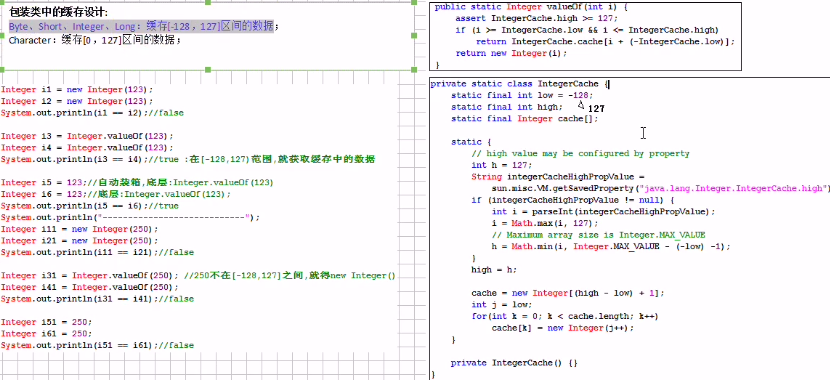 包装类中的缓存设计:
Byte、Short、Integer、Long: 缓存[-128 , 127]区间的数据;
Character: 缓存[0 , 127]区间的数据;
Integer i1 = new Integer(123);
Integer i2 = new Integer(123);
System.out.println(i1 == i2);//false
Integer i3 = Integer.valueOf(123);
Integer i4 = Integer.valueOf(123);
System.out.println(i3 == i4);//true :在[-128,127)范围,就获取缓存中的数据
Integer i5 = 123;//自动装箱,底层:Integer.valueOf(123)
Integer i6 = 123;//底层:Integer.valueOf(123);
System.out.println(i5 == i6);//true
System.out.println("---------------------------");
Integer i11 = new Integer(250);
Integer i21 = new Integer(250);
System.out.println(i11 == i21);//false
Integer i31 = Integer.valueOf(250); //250不在[-128,127]之间,就得new Integer()
Integer i41 = Integer.valueOf(250);
System.out.println(i31 == i41);//false
Integer i51 = 250;
Integer i61 = 250;
System.out.println(i51 == i61);//false
public static Integer valueOf(int i) {
assert IntegerCache.high >= 127;
if (i >= IntegerCache.low && i <= IntegerCache.high)
return IntegerCache.cache[i + (-IntegerCache.low)];
return new Integer(i);
}
private static class IntegerCache {
static final int low = -128;
static final int high;
127
static final Integer cache[];
static {
// high value may be configured by property
int h = 127;
String integerCacheHighPropValue =
sun.misc.VM.getSavedProperty("java.lang.Integer.IntegerCache.high")
if (integerCacheHighPropValue != null) {
int i = parseInt(integerCacheHighPropValue);
i = Math.max(i, 127);
// Maximum array size is Integer.MAX_VALUE
h = Math.min(i, Integer.MAX_VALUE - (-low) -1);
}
high = h;
cache = new Integer[(high - low) + 1];
int j = low;
for(int k = 0; k < cache.length; k++)
cache[k] = new Integer(j++);
}
private IntegerCache() {}
}